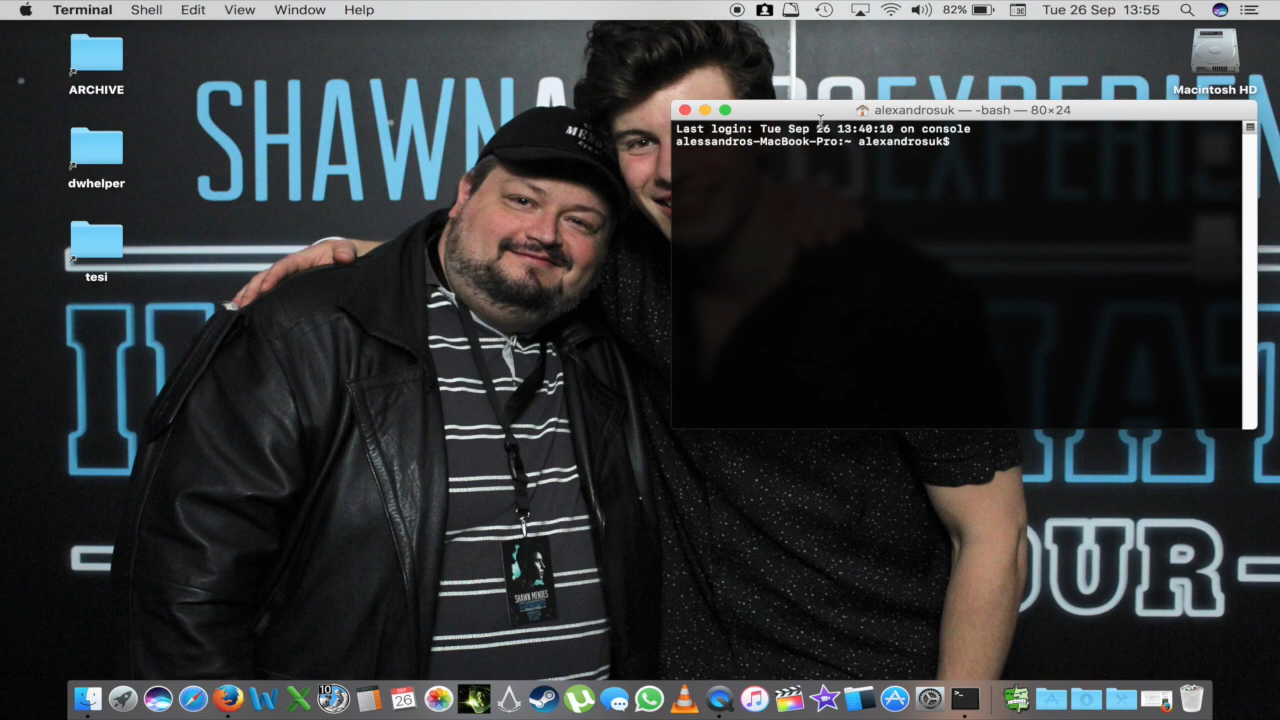 Terminal Shell Edit View Window Help 82% Tue 26 Sep 13:55
ARCHIVE
dwhelper
tesi
Macintosh HD
alexandrosuk — -bash — 80×24
Last login: Tue Sep 26 13:40:10 on console
alessandros-MacBook-Pro:~ alexandrosuk$
SHAWN
EXPERI
OUR
SHAWN MENDES
SEP
26